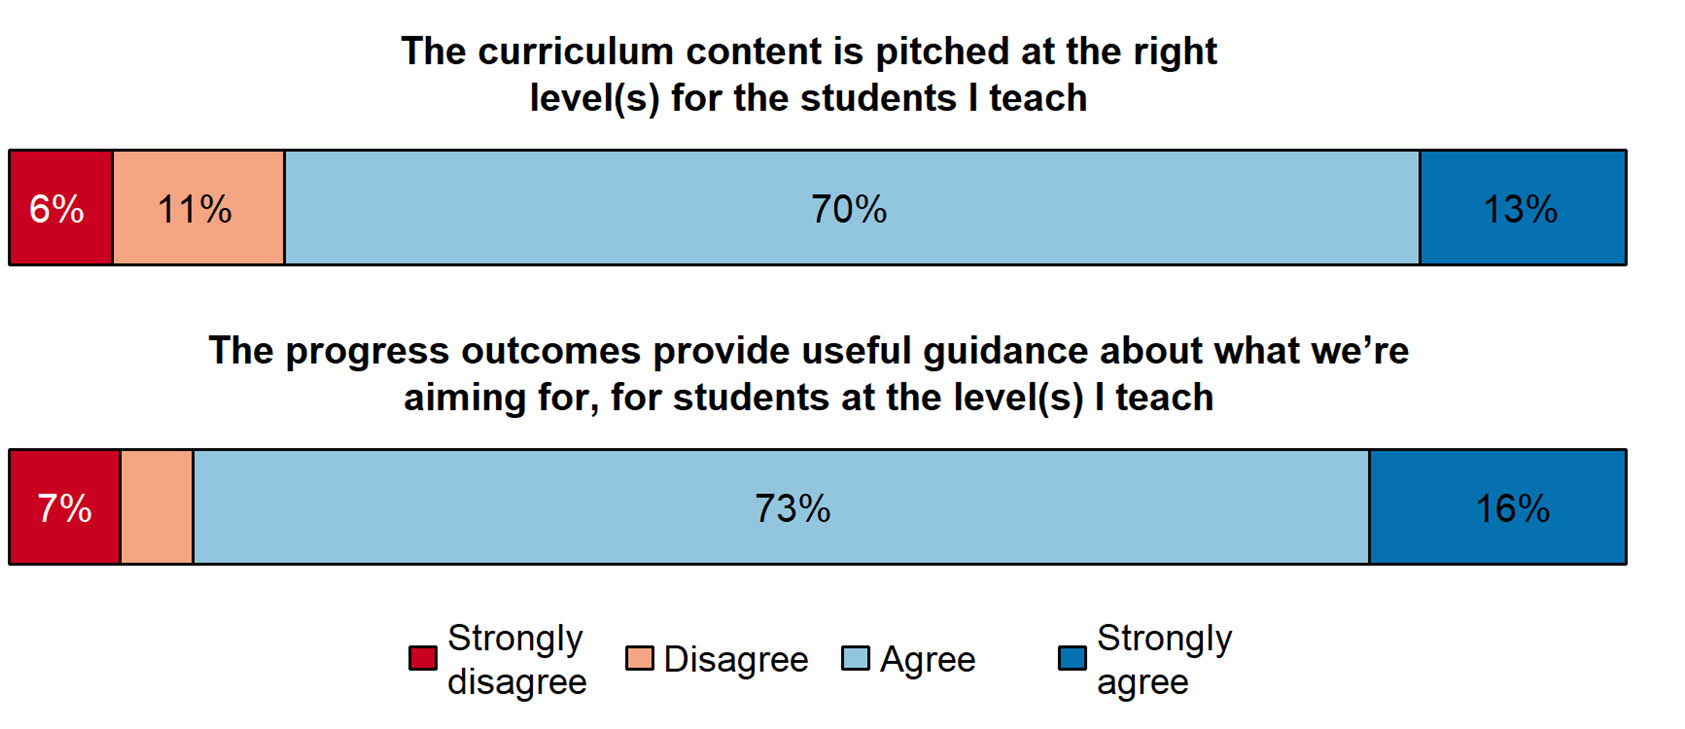 The curriculum content is pitched at the right
level(s) for the students I teach
6% 11% 70% 13%
The progress outcomes provide useful guidance about what we’re
aiming for, for students at the level(s) I teach
7% 73% 16%
Strongly
disagree
Disagree
Agree
Strongly
agree